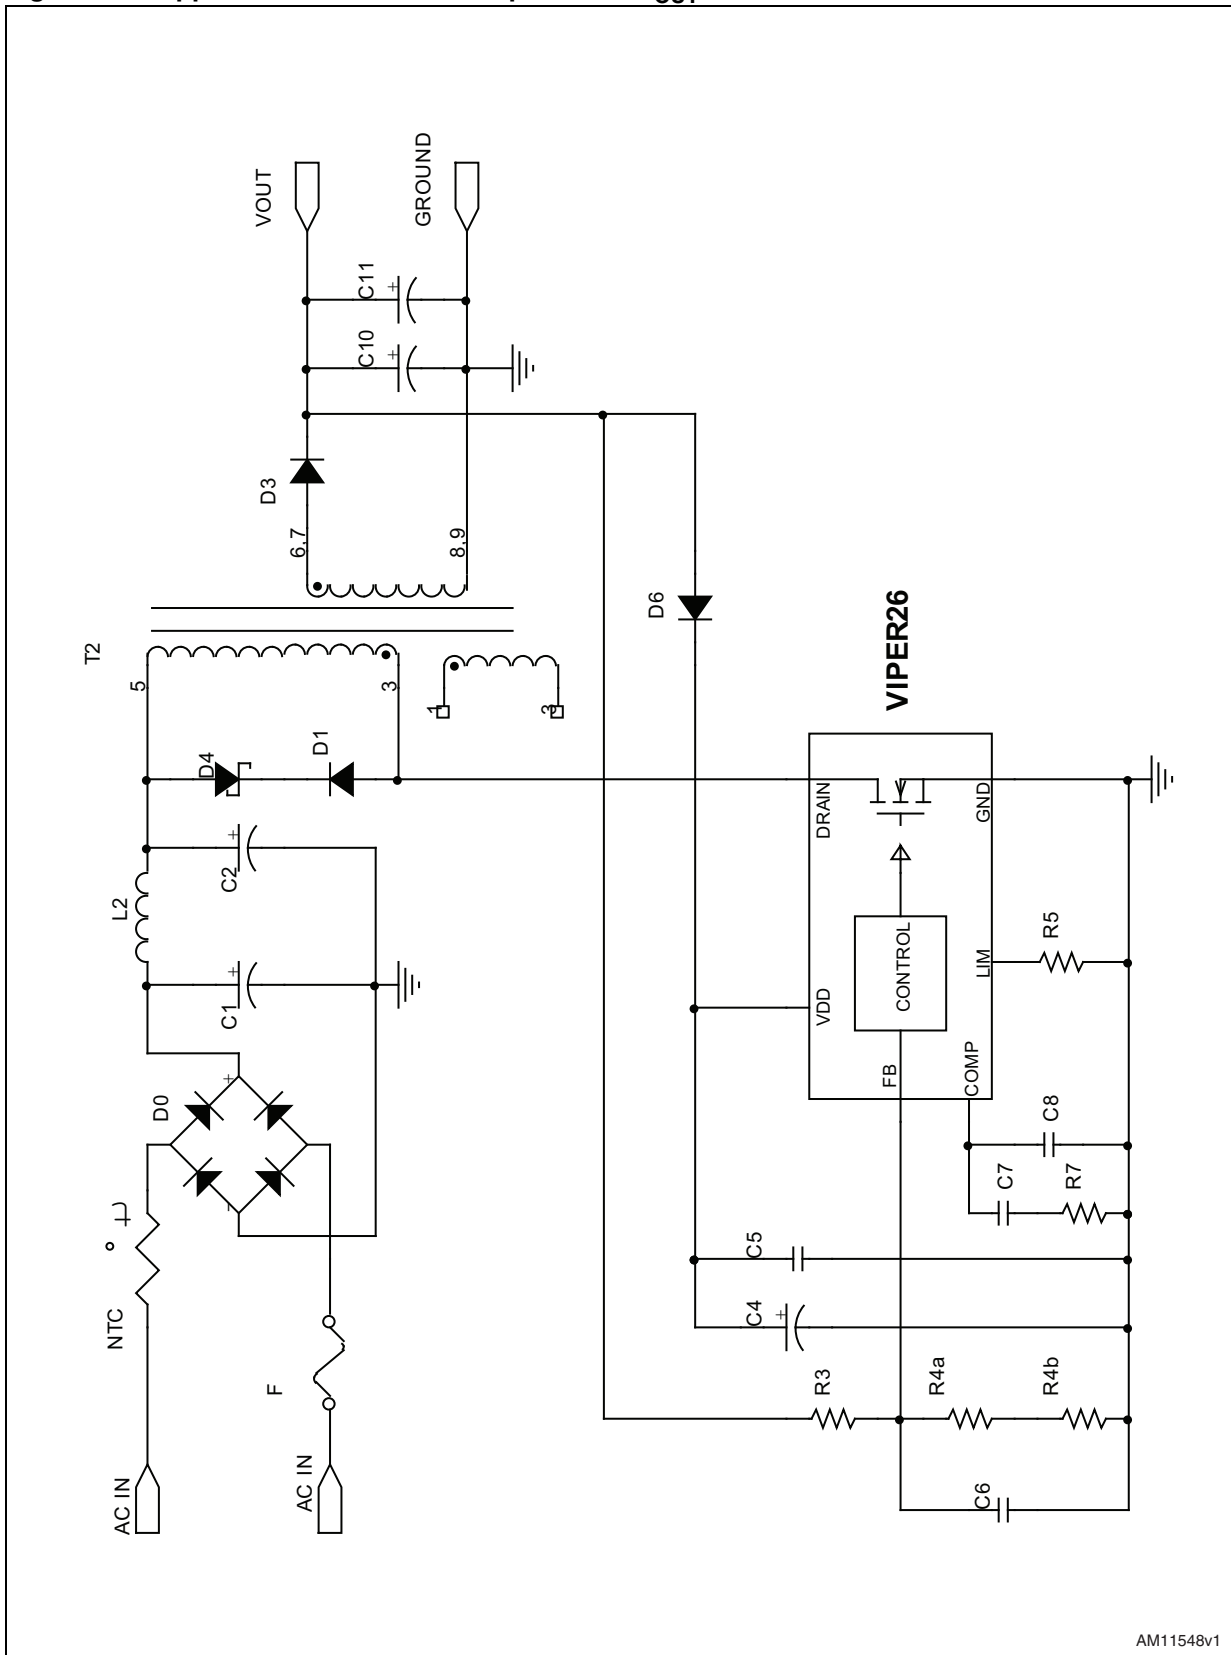 VOUT
GROUND
C11
+
C10
+
D3
6,7
8,9
T2
5
3
1
3
D4
D1
D6
VIPER26
C2
+
L2
C1
+
DRAIN
GND
CONTROL
LIM
R5
VDD
FB
COMP
D0
+
-
C8
C7
R7
NTC
C5
C4
+
F
R3
R4a
R4b
AC IN
AC IN
C6
AM11548v1